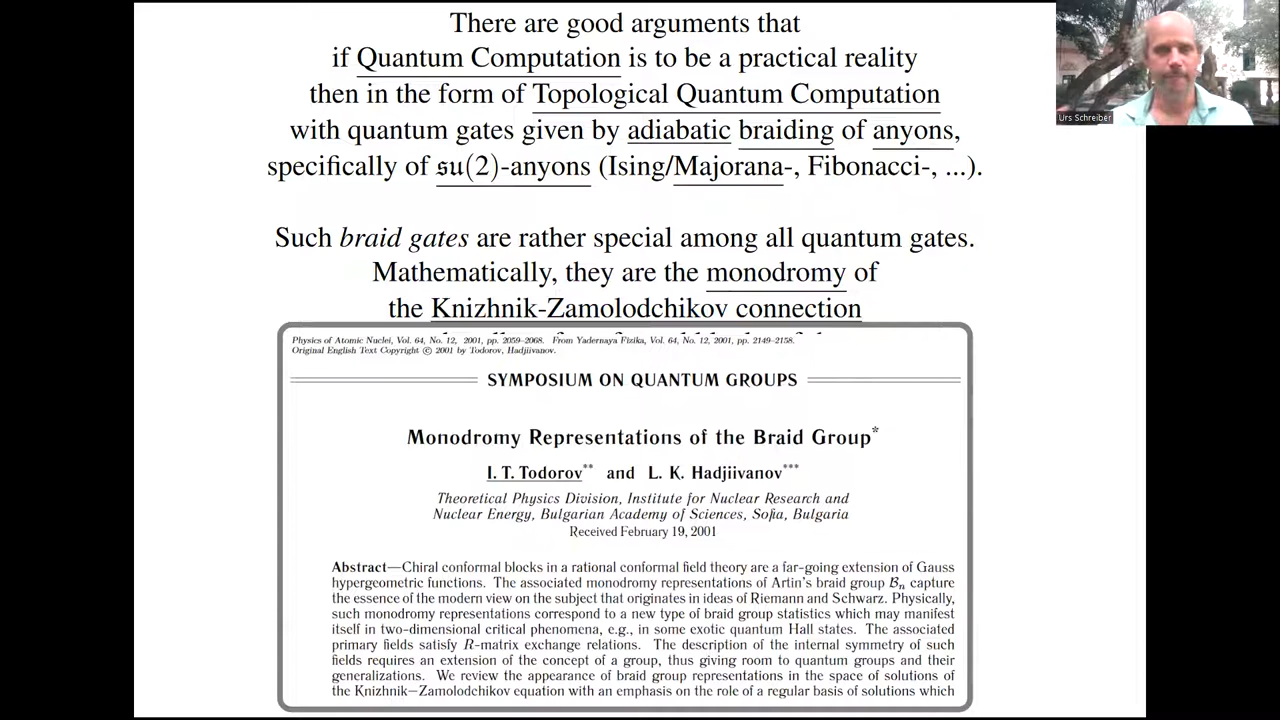 There are good arguments that
if Quantum Computation is to be a practical reality
then in the form of Topological Quantum Computation
with quantum gates given by adiabatic braiding of anyons,
specifically of 𝔰𝔲(2)-anyons (Ising/Majorana-, Fibonacci-, ...).
Such braid gates are rather special among all quantum gates.
Mathematically, they are the monodromy of
the Knizhnik-Zamolodchikov connection
Physics of Atomic Nuclei, Vol. 64, No. 12, 2001, pp. 2059–2068. From Yadernaya Fizika, Vol. 64, No. 12, 2001, pp. 2149–2158.
Original English Text Copyright © 2001 by Todorov, Hadjiivanov.
SYMPOSIUM ON QUANTUM GROUPS
Monodromy Representations of the Braid Group*
I. T. Todorov** and L. K. Hadjiivanov***
Theoretical Physics Division, Institute for Nuclear Research and
Nuclear Energy, Bulgarian Academy of Sciences, Sofia, Bulgaria
Received February 19, 2001
Abstract—Chiral conformal blocks in a rational conformal field theory are a far-going extension of Gauss
hypergeometric functions. The associated monodromy representations of Artin's braid group ℬₙ capture
the essence of the modern view on the subject that originates in ideas of Riemann and Schwarz. Physically,
such monodromy representations correspond to a new type of braid group statistics which may manifest
itself in two-dimensional critical phenomena, e.g., in some exotic quantum Hall states. The associated
primary fields satisfy R-matrix exchange relations. The description of the internal symmetry of such
fields requires an extension of the concept of a group, thus giving room to quantum groups and their
generalizations. We review the appearance of braid group representations in the space of solutions of
the Knizhnik–Zamolodchikov equation with an emphasis on the role of a regular basis of solutions which
Urs Schreiber